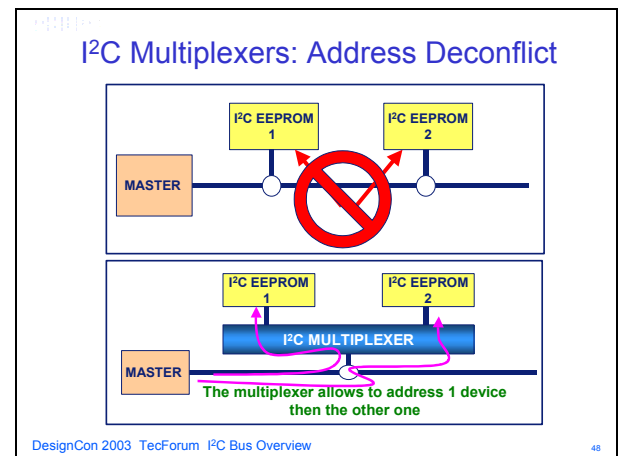 I²C Multiplexers: Address Deconflict
I²C EEPROM
1
I²C EEPROM
2
MASTER
I²C EEPROM
1
I²C EEPROM
2
I²C MULTIPLEXER
MASTER
The multiplexer allows to address 1 device
then the other one
DesignCon 2003 TecForum I²C Bus Overview
48